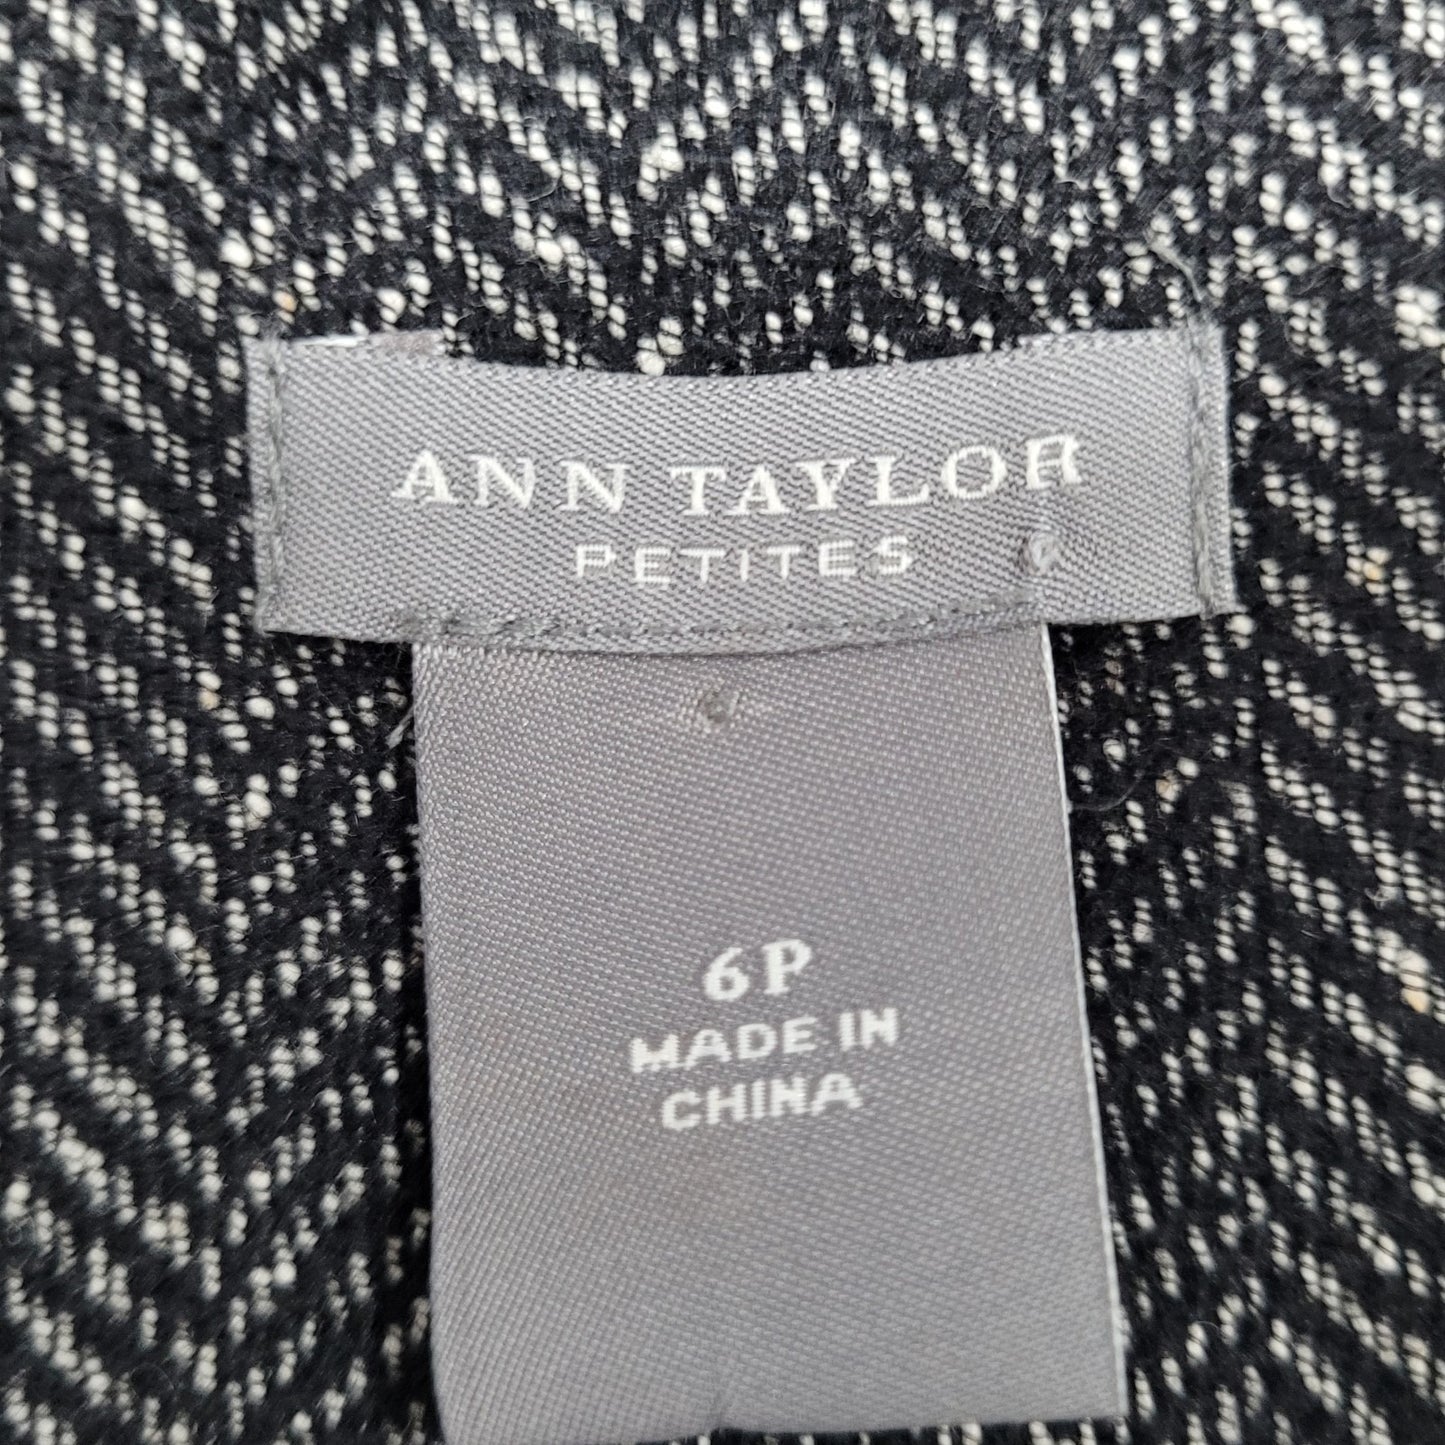 ANN TAYLOR
PETITES
6P
MADE IN
CHINA